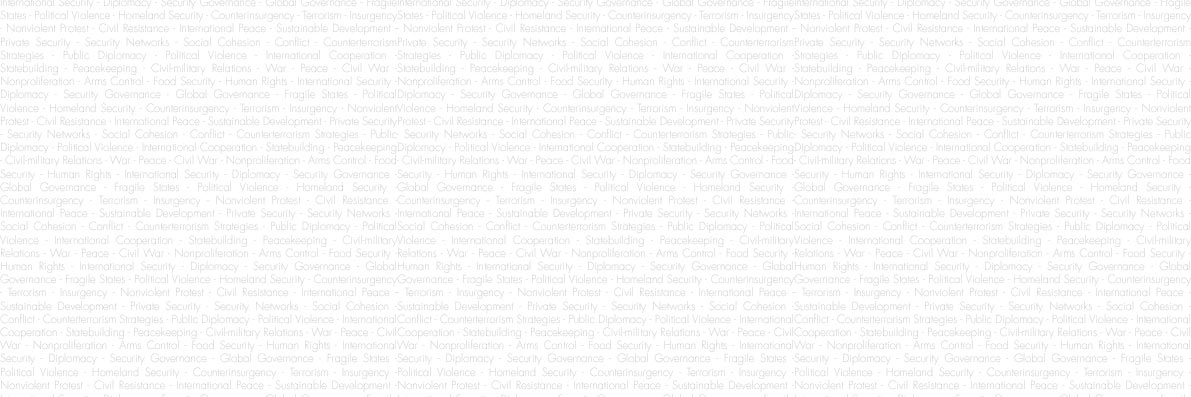 International Security - Diplomacy - Security Governance - Global Governance - FragileInternational Security - Diplomacy - Security Governance - Global Governance - FragileInternational Security - Diplomacy - Security Governance - Global Governance - Fragile
States - Political Violence - Homeland Security - Counterinsurgency - Terrorism - InsurgencyStates - Political Violence - Homeland Security - Counterinsurgency - Terrorism - InsurgencyStates - Political Violence - Homeland Security - Counterinsurgency - Terrorism - Insurgency
- Nonviolent Protest - Civil Resistance - International Peace - Sustainable Development - Nonviolent Protest - Civil Resistance - International Peace - Sustainable Development - Nonviolent Protest - Civil Resistance - International Peace - Sustainable Development -
Private Security - Security Networks - Social Cohesion - Conflict - CounterterrorismPrivate Security - Security Networks - Social Cohesion - Conflict - CounterterrorismPrivate Security - Security Networks - Social Cohesion - Conflict - Counterterrorism
Strategies - Public Diplomacy - Political Violence - International Cooperation -Strategies - Public Diplomacy - Political Violence - International Cooperation -Strategies - Public Diplomacy - Political Violence - International Cooperation -
Statebuilding - Peacekeeping - Civil-military Relations - War - Peace - Civil War -Statebuilding - Peacekeeping - Civil-military Relations - War - Peace - Civil War -Statebuilding - Peacekeeping - Civil-military Relations - War - Peace - Civil War -
Nonproliferation - Arms Control - Food Security - Human Rights - International Security -Nonproliferation - Arms Control - Food Security - Human Rights - International Security -Nonproliferation - Arms Control - Food Security - Human Rights - International Security -
Diplomacy - Security Governance - Global Governance - Fragile States - PoliticalDiplomacy - Security Governance - Global Governance - Fragile States - PoliticalDiplomacy - Security Governance - Global Governance - Fragile States - Political
Violence - Homeland Security - Counterinsurgency - Terrorism - Insurgency - NonviolentViolence - Homeland Security - Counterinsurgency - Terrorism - Insurgency - NonviolentViolence - Homeland Security - Counterinsurgency - Terrorism - Insurgency - Nonviolent
Protest - Civil Resistance - International Peace - Sustainable Development - Private SecurityProtest - Civil Resistance - International Peace - Sustainable Development - Private SecurityProtest - Civil Resistance - International Peace - Sustainable Development - Private Security
- Security Networks - Social Cohesion - Conflict - Counterterrorism Strategies - Public- Security Networks - Social Cohesion - Conflict - Counterterrorism Strategies - Public- Security Networks - Social Cohesion - Conflict - Counterterrorism Strategies - Public
Diplomacy - Political Violence - International Cooperation - Statebuilding - PeacekeepingDiplomacy - Political Violence - International Cooperation - Statebuilding - PeacekeepingDiplomacy - Political Violence - International Cooperation - Statebuilding - Peacekeeping
- Civil-military Relations - War - Peace - Civil War - Nonproliferation - Arms Control - Food- Civil-military Relations - War - Peace - Civil War - Nonproliferation - Arms Control - Food- Civil-military Relations - War - Peace - Civil War - Nonproliferation - Arms Control - Food
Security - Human Rights - International Security - Diplomacy - Security Governance -Security - Human Rights - International Security - Diplomacy - Security Governance -Security - Human Rights - International Security - Diplomacy - Security Governance -
Global Governance - Fragile States - Political Violence - Homeland Security -Global Governance - Fragile States - Political Violence - Homeland Security -Global Governance - Fragile States - Political Violence - Homeland Security -
Counterinsurgency - Terrorism - Insurgency - Nonviolent Protest - Civil Resistance -Counterinsurgency - Terrorism - Insurgency - Nonviolent Protest - Civil Resistance -Counterinsurgency - Terrorism - Insurgency - Nonviolent Protest - Civil Resistance -
International Peace - Sustainable Development - Private Security - Security Networks -International Peace - Sustainable Development - Private Security - Security Networks -International Peace - Sustainable Development - Private Security - Security Networks -
Social Cohesion - Conflict - Counterterrorism Strategies - Public Diplomacy - PoliticalSocial Cohesion - Conflict - Counterterrorism Strategies - Public Diplomacy - PoliticalSocial Cohesion - Conflict - Counterterrorism Strategies - Public Diplomacy - Political
Violence - International Cooperation - Statebuilding - Peacekeeping - Civil-militaryViolence - International Cooperation - Statebuilding - Peacekeeping - Civil-militaryViolence - International Cooperation - Statebuilding - Peacekeeping - Civil-military
Relations - War - Peace - Civil War - Nonproliferation - Arms Control - Food Security -Relations - War - Peace - Civil War - Nonproliferation - Arms Control - Food Security -Relations - War - Peace - Civil War - Nonproliferation - Arms Control - Food Security -
Human Rights - International Security - Diplomacy - Security Governance - GlobalHuman Rights - International Security - Diplomacy - Security Governance - GlobalHuman Rights - International Security - Diplomacy - Security Governance - Global
Governance - Fragile States - Political Violence - Homeland Security - CounterinsurgencyGovernance - Fragile States - Political Violence - Homeland Security - CounterinsurgencyGovernance - Fragile States - Political Violence - Homeland Security - Counterinsurgency
- Terrorism - Insurgency - Nonviolent Protest - Civil Resistance - International Peace - Terrorism - Insurgency - Nonviolent Protest - Civil Resistance - International Peace - Terrorism - Insurgency - Nonviolent Protest - Civil Resistance - International Peace -
Sustainable Development - Private Security - Security Networks - Social Cohesion -Sustainable Development - Private Security - Security Networks - Social Cohesion -Sustainable Development - Private Security - Security Networks - Social Cohesion -
Conflict - Counterterrorism Strategies - Public Diplomacy - Political Violence - InternationalConflict - Counterterrorism Strategies - Public Diplomacy - Political Violence - InternationalConflict - Counterterrorism Strategies - Public Diplomacy - Political Violence - International
Cooperation - Statebuilding - Peacekeeping - Civil-military Relations - War - Peace - CivilCooperation - Statebuilding - Peacekeeping - Civil-military Relations - War - Peace - CivilCooperation - Statebuilding - Peacekeeping - Civil-military Relations - War - Peace - Civil
War - Nonproliferation - Arms Control - Food Security - Human Rights - InternationalWar - Nonproliferation - Arms Control - Food Security - Human Rights - InternationalWar - Nonproliferation - Arms Control - Food Security - Human Rights - International
Security - Diplomacy - Security Governance - Global Governance - Fragile States -Security - Diplomacy - Security Governance - Global Governance - Fragile States -Security - Diplomacy - Security Governance - Global Governance - Fragile States -
Political Violence - Homeland Security - Counterinsurgency - Terrorism - Insurgency -Political Violence - Homeland Security - Counterinsurgency - Terrorism - Insurgency -Political Violence - Homeland Security - Counterinsurgency - Terrorism - Insurgency -
Nonviolent Protest - Civil Resistance - International Peace - Sustainable Development -Nonviolent Protest - Civil Resistance - International Peace - Sustainable Development -Nonviolent Protest - Civil Resistance - International Peace - Sustainable Development -